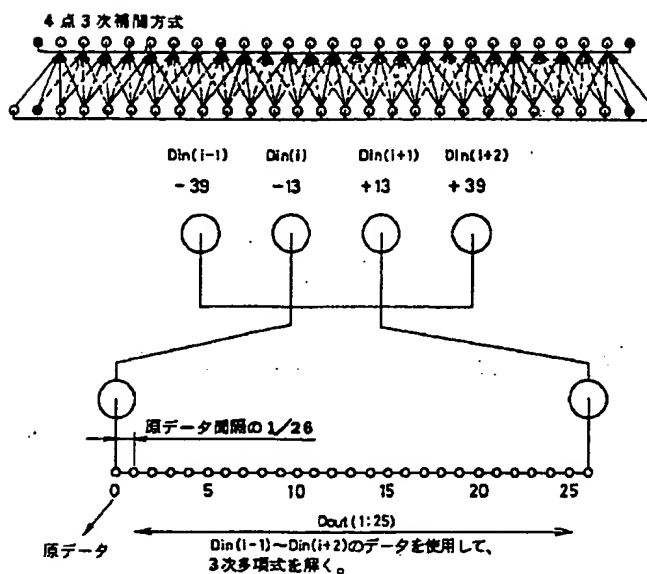 4点3次補間方式
Din(i-1) Din(i) Din(i+1) Din(i+2)
-39 -13 +13 +39
原データ間隔の1/26
0 5 10 15 20 25
Dout(1:25)
原データ
Din(i-1)～Din(i+2)のデータを使用して、
3次多項式を解く。